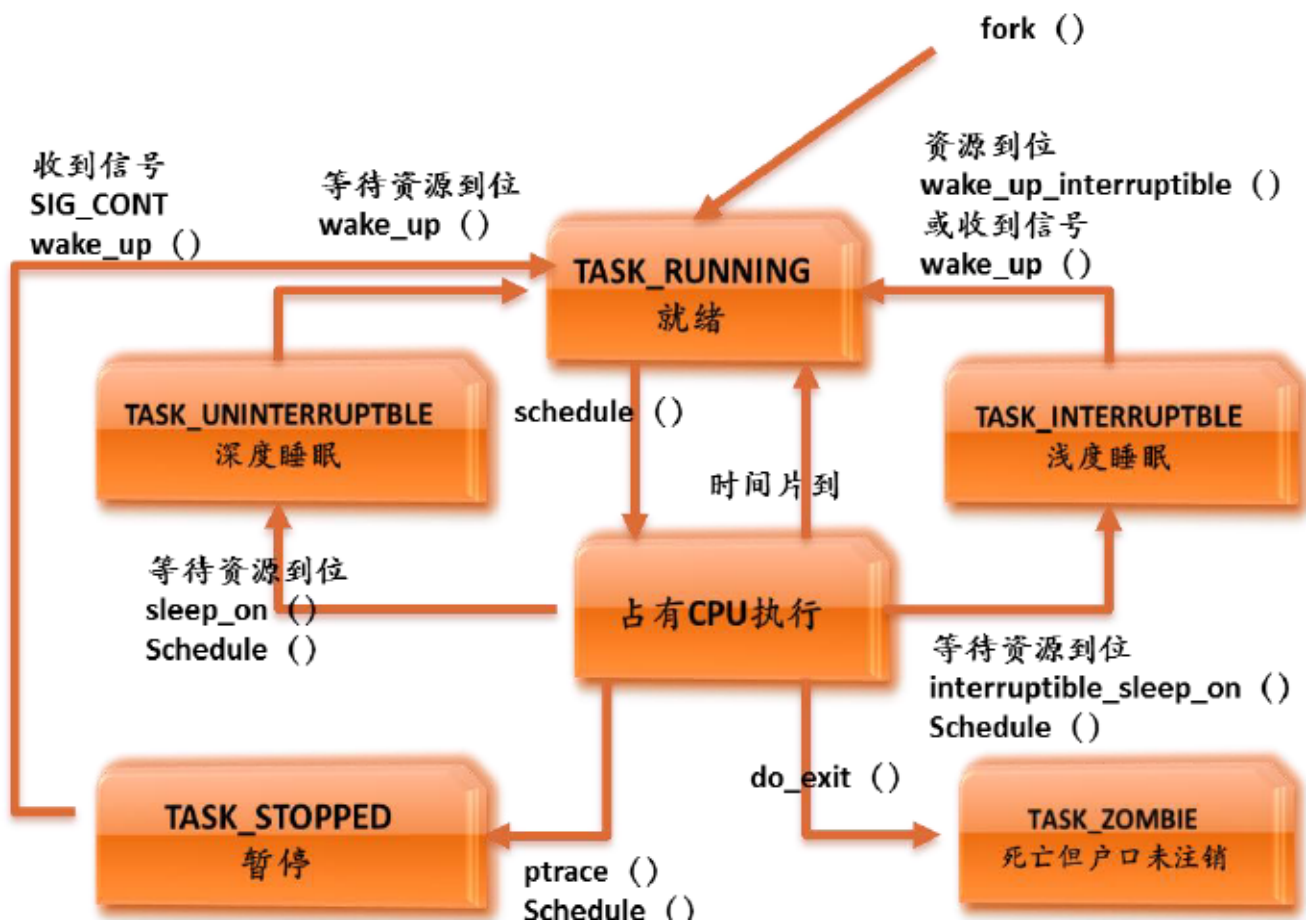 fork（）
收到信号
SIG_CONT
wake_up（）
等待资源到位
wake_up（）
资源到位
wake_up_interruptible（）
或收到信号
wake_up（）
TASK_RUNNING
就绪
TASK_UNINTERRUPTBLE
深度睡眠
schedule（）
TASK_INTERRUPTBLE
浅度睡眠
时间片到
等待资源到位
sleep_on（）
Schedule（）
占有CPU执行
等待资源到位
interruptible_sleep_on（）
Schedule（）
TASK_STOPPED
暂停
do_exit（）
TASK_ZOMBIE
死亡但户口未注销
ptrace（）
Schedule（）